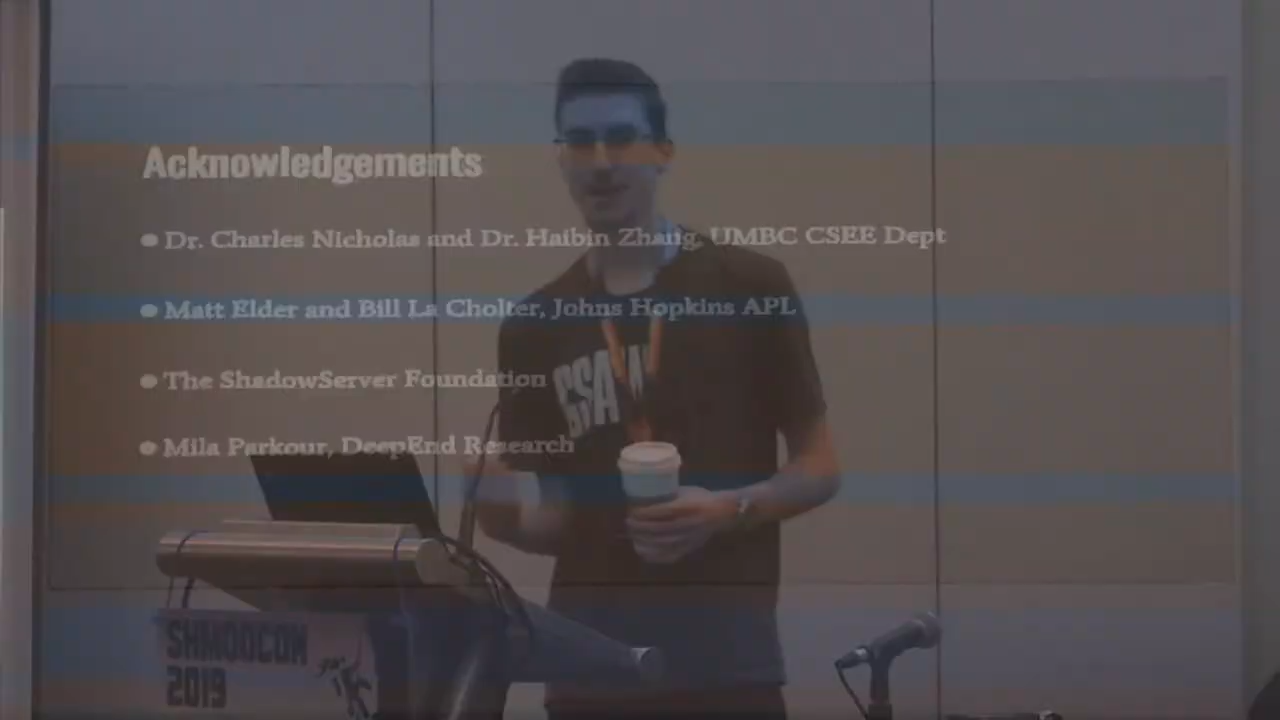 Acknowledgements
● Dr. Charles Nicholas and Dr. Haibin Zhang, UMBC CSEE Dept
● Matt Elder and Bill La Cholter, Johns Hopkins APL
● The ShadowServer Foundation
● Mila Parkour, DeepEnd Research
SHMOOCON
2019